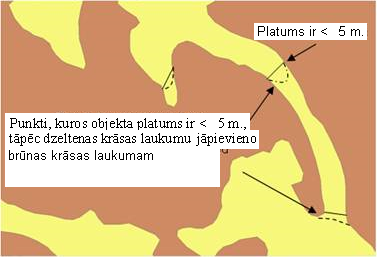 Platums ir <  5 m.
Punkti, kuros objekta platums ir <  5 m.,
tāpēc dzeltenas krāsas laukumu jāpievieno
brūnas krāsas laukumam